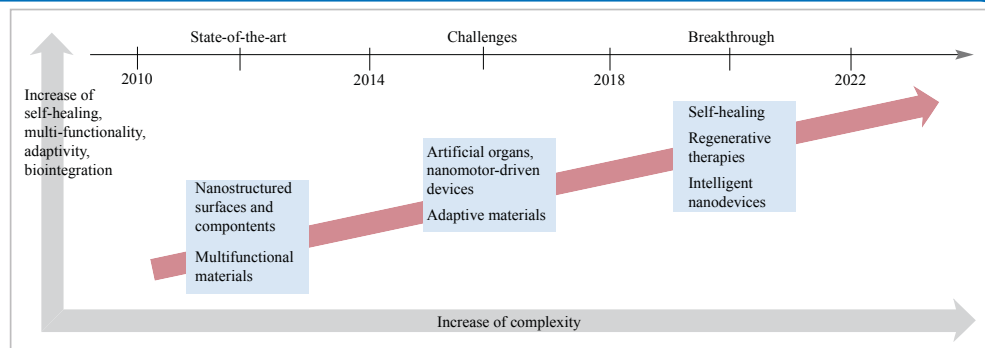 State-of-the-art
Challenges
Breakthrough
2010
2014
2018
2022
Increase of
self-healing,
multi-functionality,
adaptivity,
biointegration
Nanostructured
surfaces and
compontents
Multifunctional
materials
Artificial organs,
nanomotor-driven
devices
Adaptive materials
Self-healing
Regenerative
therapies
Intelligent
nanodevices
Increase of complexity